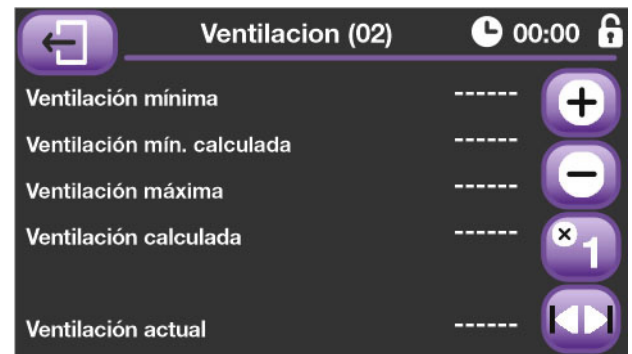 Ventilacion (02) 00:00
Ventilación mínima ------
Ventilación mín. calculada ------
Ventilación máxima ------
Ventilación calculada ------
×1
Ventilación actual ------